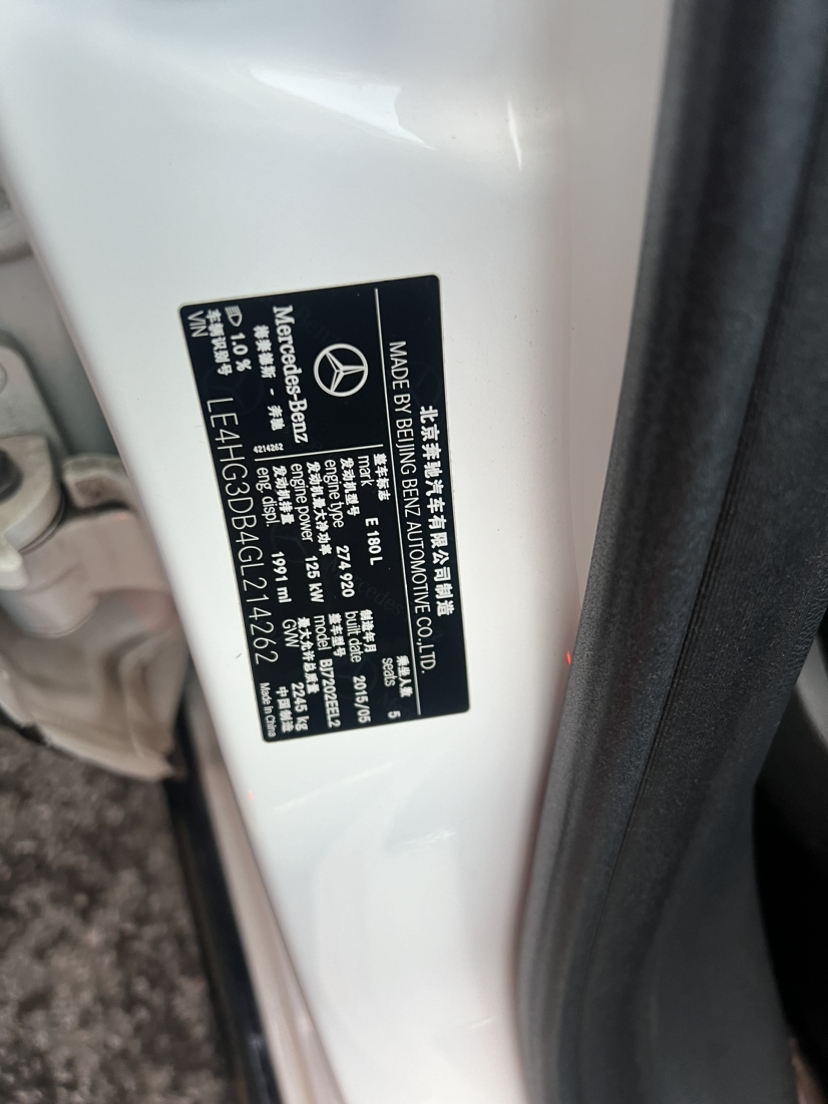 北京奔驰汽车有限公司制造
MADE BY BEIJING BENZ AUTOMOTIVE CO.,LTD.
Mercedes-Benz
梅赛德斯 - 奔驰
1.0 %
整车标志
mark E 180 L
乘坐人数
seats 5
发动机型号
engine type 274 920
制造年月
built date 2015/05
发动机最大净功率
engine power 125 kW
整车型号
model BJ7202EEL2
发动机排量
eng. displ. 1991 ml
最大允许总质量
GVW 2245 kg
车辆识别号
VIN LE4HG3DB4GL214262
中国制造
Made In China